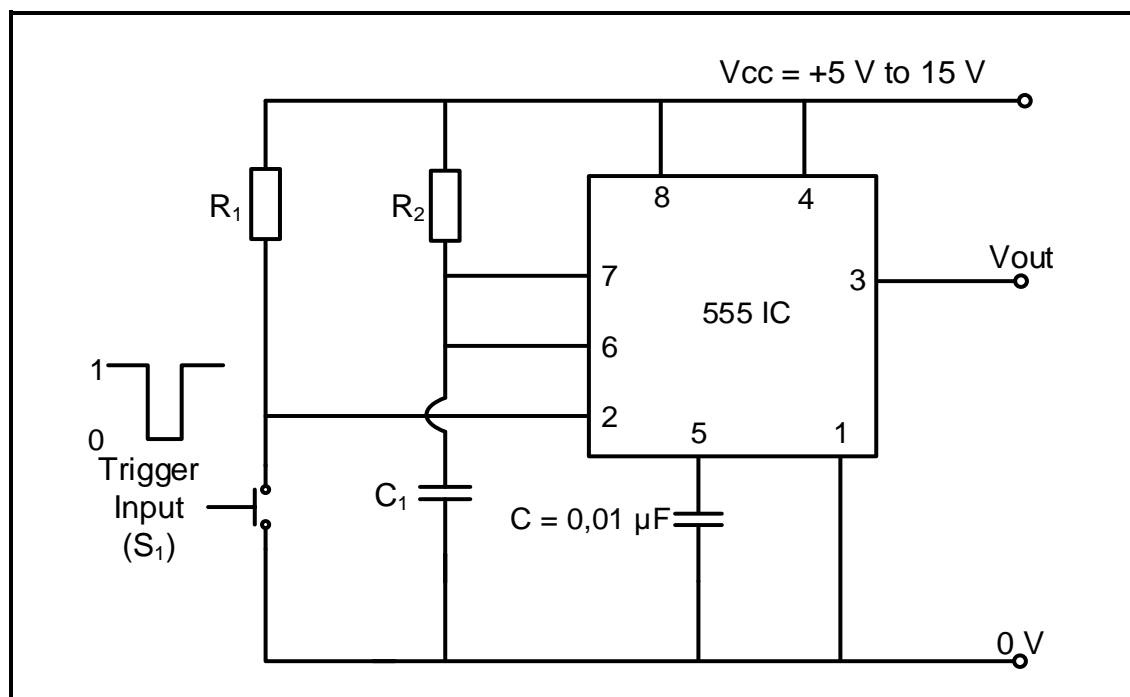 Vcc = +5 V to 15 V
R₁
R₂
8
4
7
Vout
3
555 IC
6
1
2
0
5
1
Trigger
Input
(S₁)
C₁
C = 0,01 µF
0 V